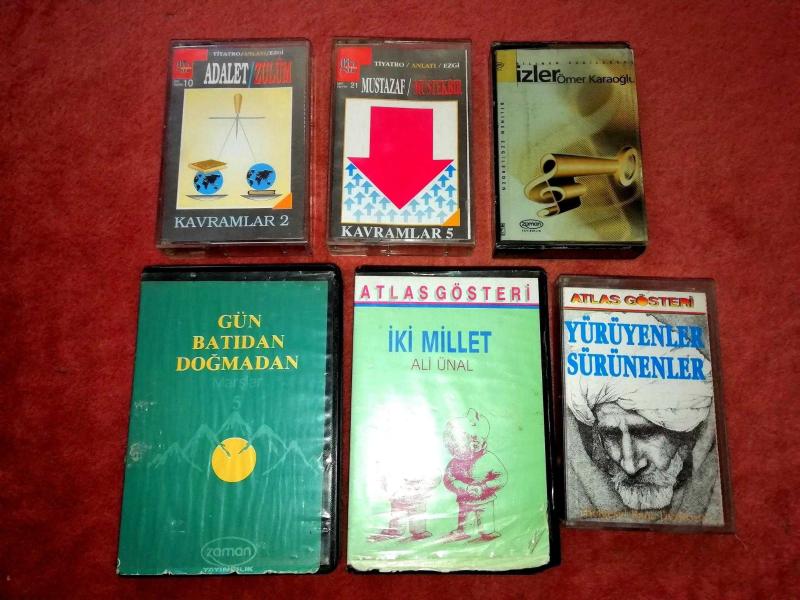 TİYATRO/ANLATI/EZGİ
10
ADALET/ZULÜM
KAVRAMLAR 2
TİYATRO / ANLATI / EZGİ
21
MUSTAZAF/MÜSTEKBİR
KAVRAMLAR 5
izler
Ömer Karaoğlu
zaman
YAYINCILIK
GÜN
BATIDAN
DOĞMADAN
Marşlar
5
zaman
YAYINCILIK
ATLAS GÖSTERİ
İKİ MİLLET
ALİ ÜNAL
ATLAS GÖSTERİ
YÜRÜYENLER
SÜRÜNENLER